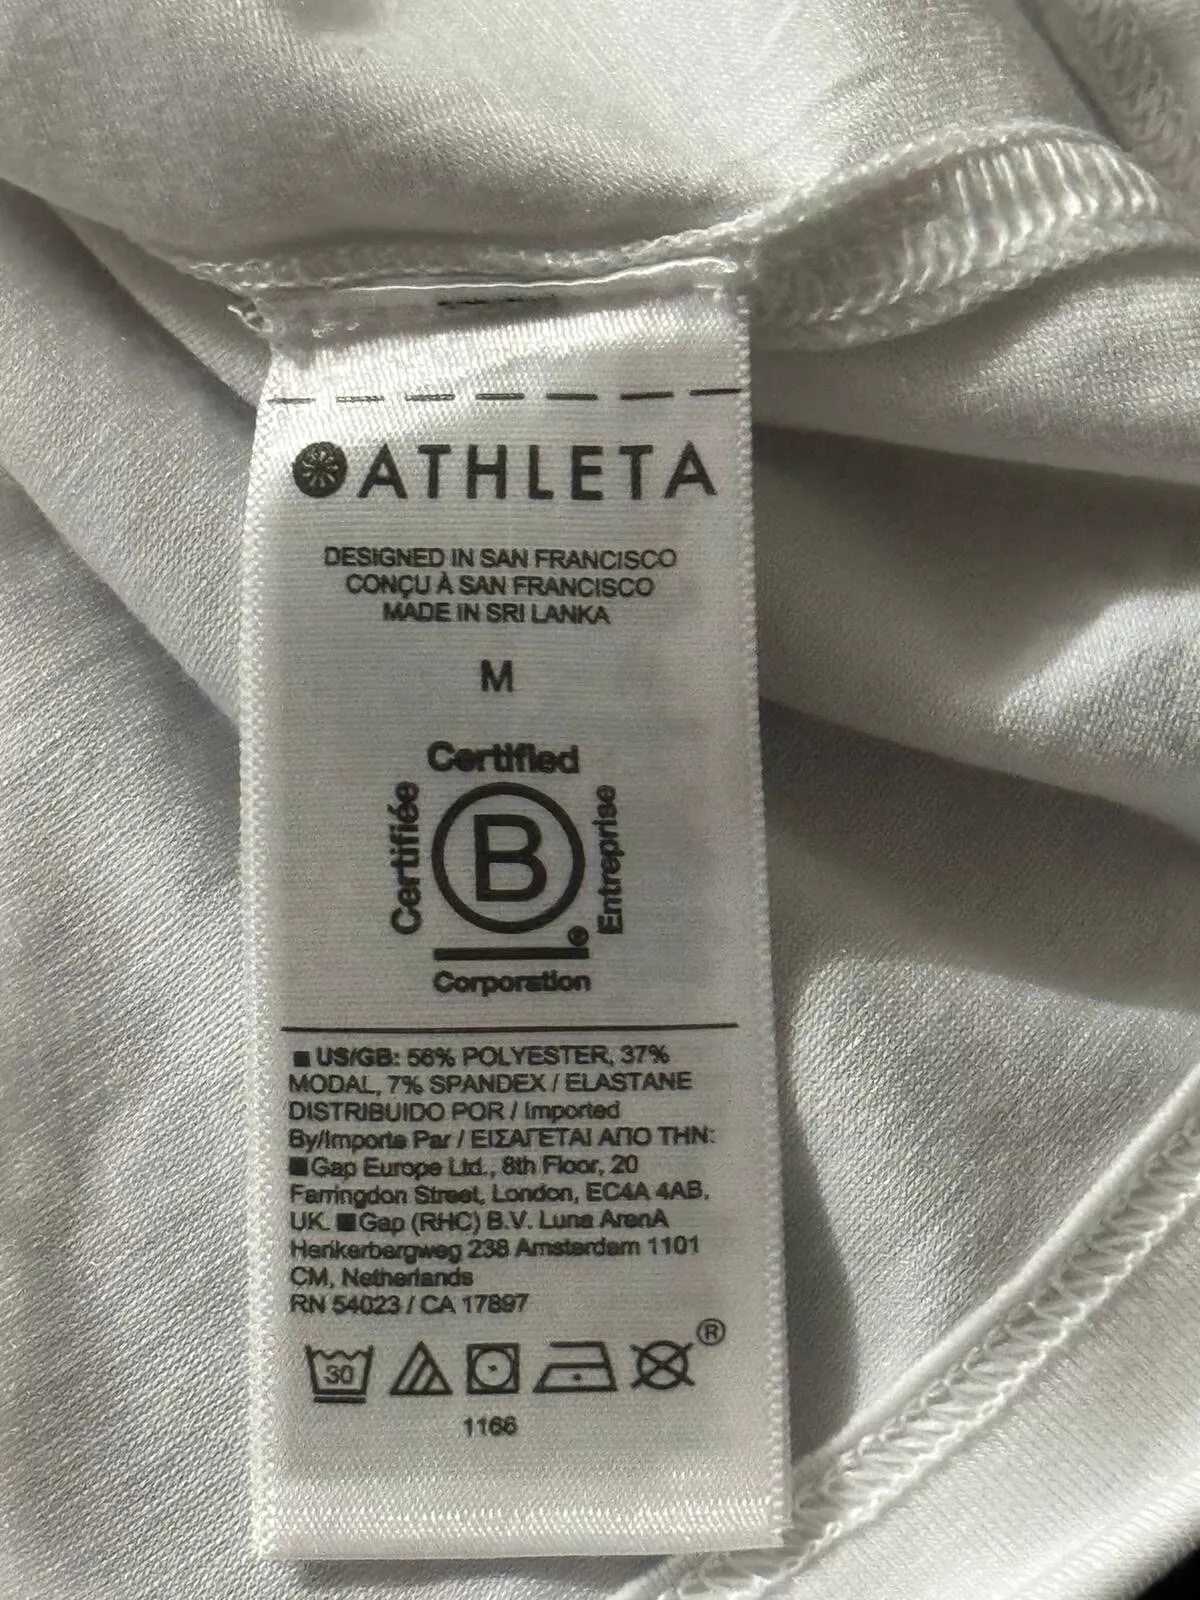 ATHLETA
DESIGNED IN SAN FRANCISCO
CONÇU À SAN FRANCISCO
MADE IN SRI LANKA
M
Certified
Certifiée
B
Entreprise
®
Corporation
■ US/GB: 56% POLYESTER, 37%
MODAL, 7% SPANDEX / ELASTANE
DISTRIBUIDO POR / Imported
By/Importe Par / ΕΙΣΑΓΕΤΑΙ ΑΠΟ ΤΗΝ:
■Gap Europe Ltd., 8th Floor, 20
Farringdon Street, London, EC4A 4AB,
UK. ■Gap (RHC) B.V. Luna ArenA
Herikerbergweg 238 Amsterdam 1101
CM, Netherlands
RN 54023 / CA 17897
30
®
1166